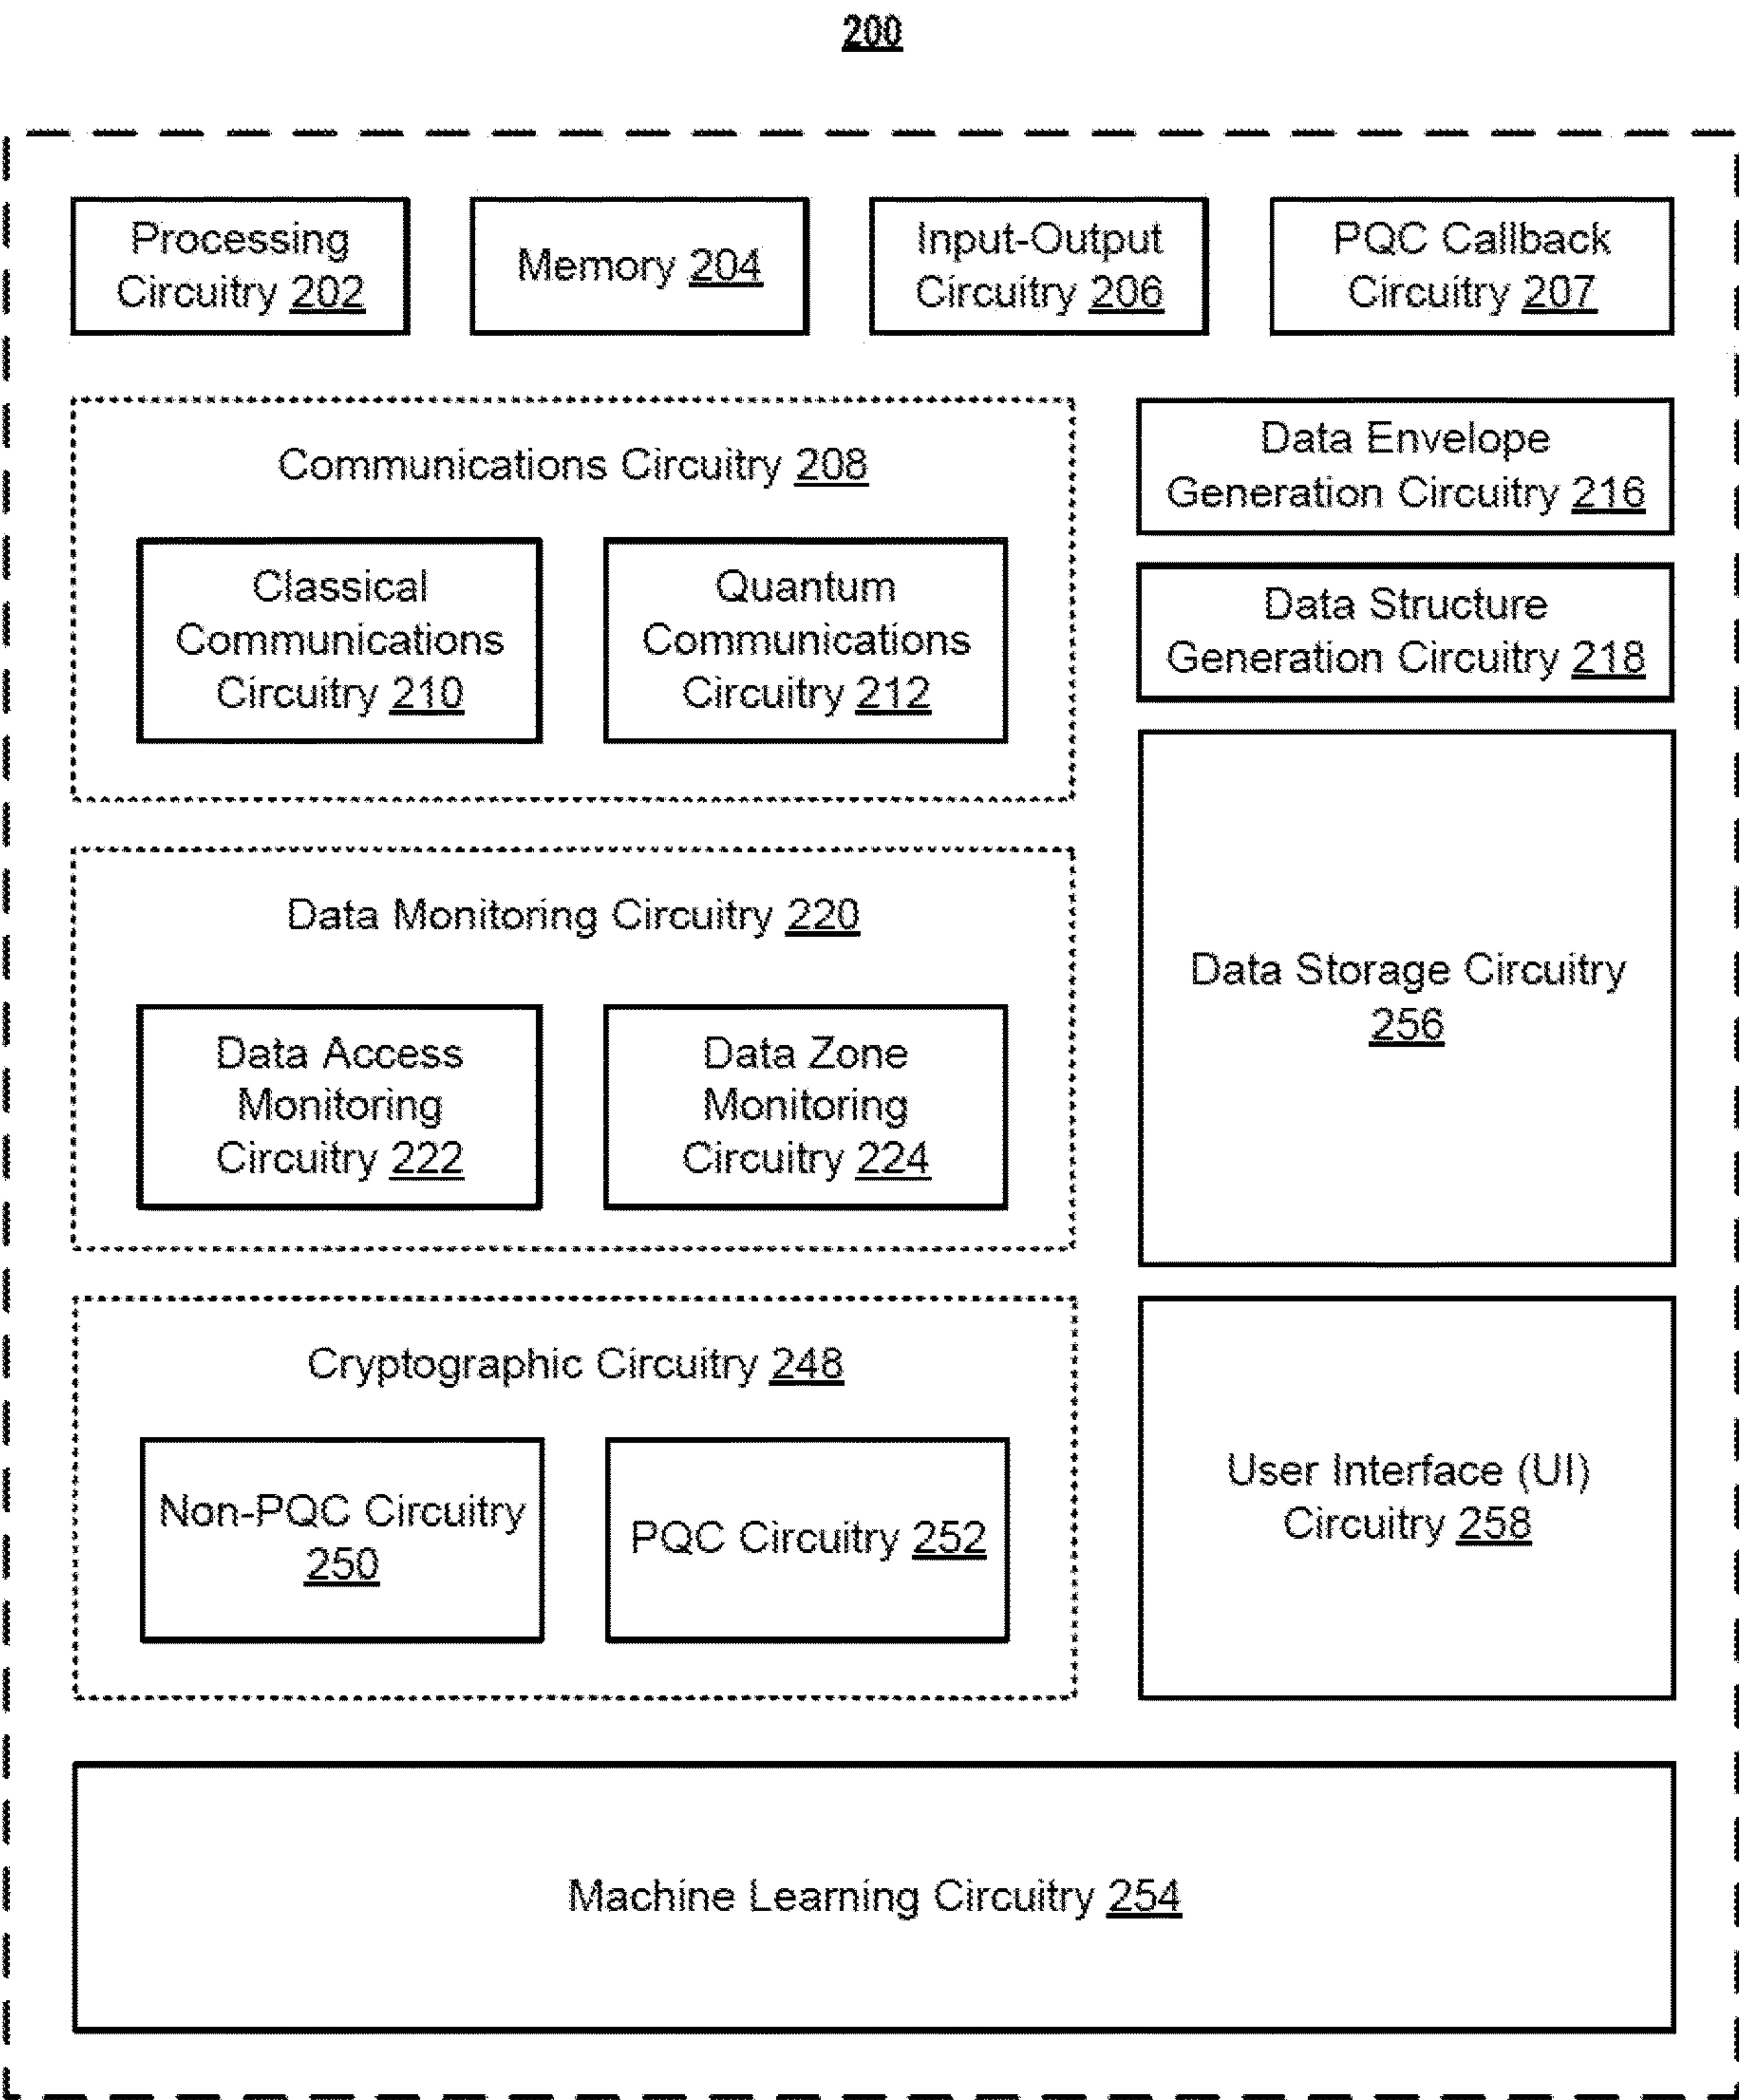 200
Processing
Circuitry 202
Memory 204
Input-Output
Circuitry 206
PQC Callback
Circuitry 207
Communications Circuitry 208
Classical
Communications
Circuitry 210
Quantum
Communications
Circuitry 212
Data Envelope
Generation Circuitry 216
Data Structure
Generation Circuitry 218
Data Monitoring Circuitry 220
Data Access
Monitoring
Circuitry 222
Data Zone
Monitoring
Circuitry 224
Data Storage Circuitry
256
Cryptographic Circuitry 248
Non-PQC Circuitry
250
PQC Circuitry 252
User Interface (UI)
Circuitry 258
Machine Learning Circuitry 254